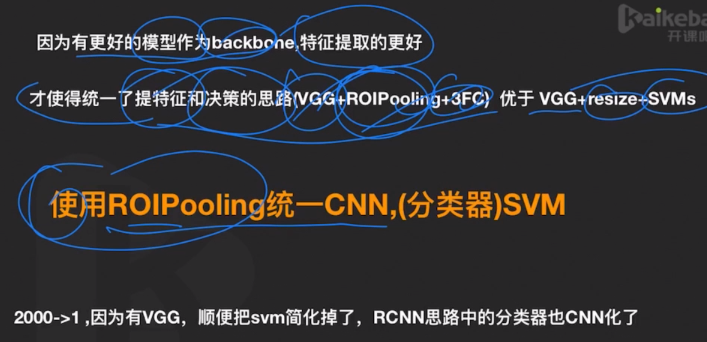 Kaikeba
开课吧
因为有更好的模型作为backbone,特征提取的更好
才使得统一了提特征和决策的思路(VGG+ROIPooling+3FC) 优于 VGG+resize+SVMs
使用ROIPooling统一CNN,(分类器)SVM
2000->1 ,因为有VGG，顺便把svm简化掉了，RCNN思路中的分类器也CNN化了